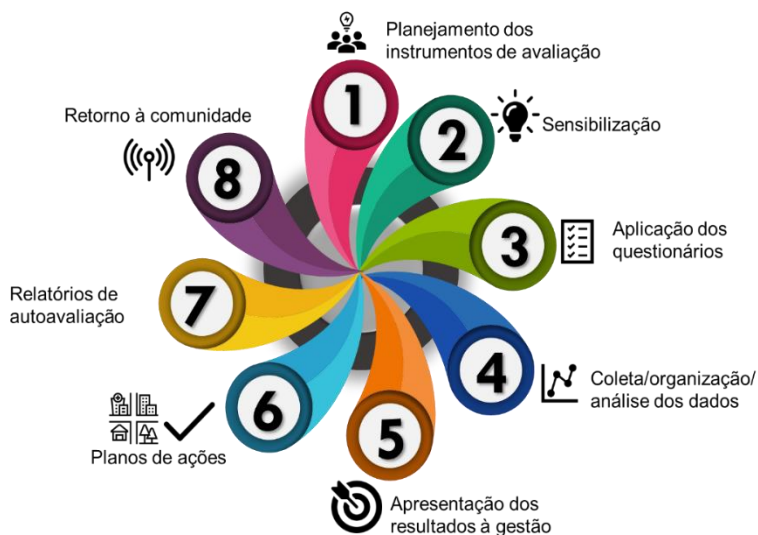 1
Planejamento dos
instrumentos de avaliação
2
Sensibilização
3
Aplicação dos
questionários
4
Coleta/organização/
análise dos dados
5
Apresentação dos
resultados à gestão
6
Planos de ações
7
Relatórios de
autoavaliação
8
Retorno à comunidade